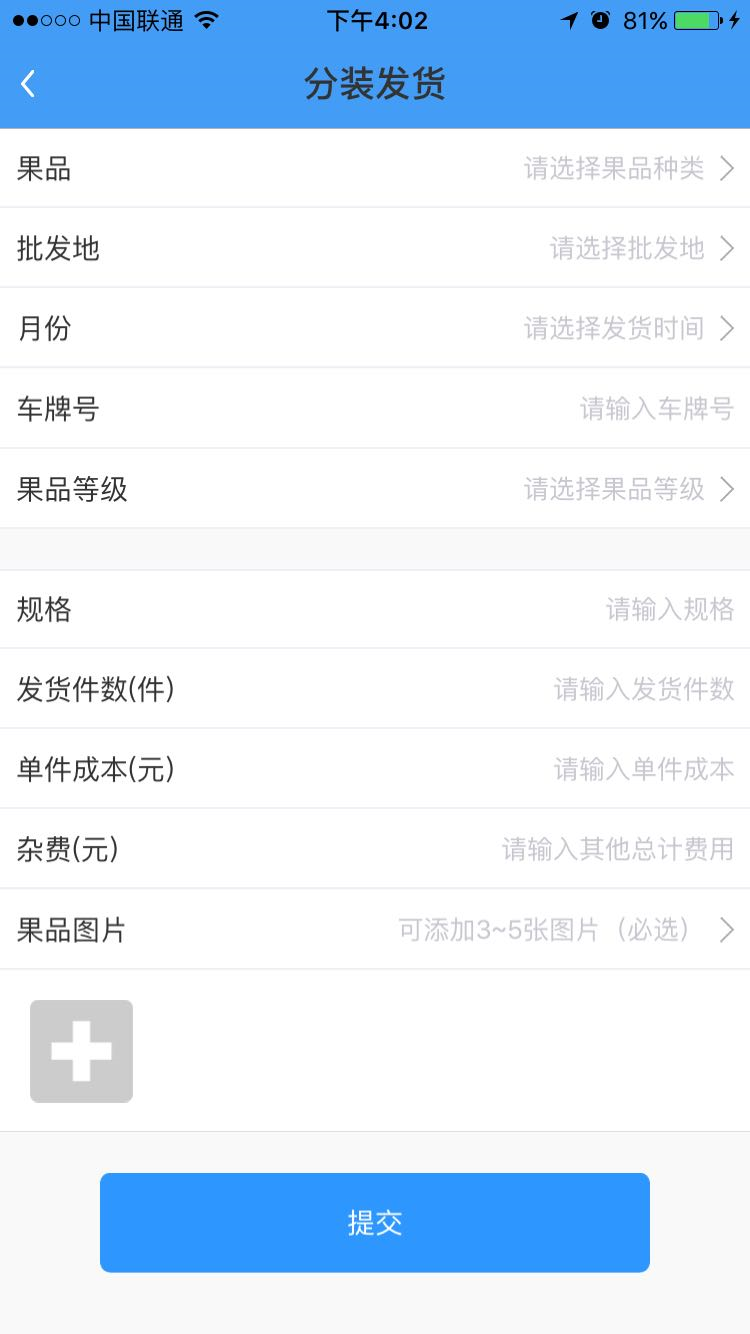 中国联通 下午4:02 81%
分装发货
果品 请选择果品种类
批发地 请选择批发地
月份 请选择发货时间
车牌号 请输入车牌号
果品等级 请选择果品等级
规格 请输入规格
发货件数(件) 请输入发货件数
单件成本(元) 请输入单件成本
杂费(元) 请输入其他总计费用
果品图片 可添加3~5张图片（必选）
提交